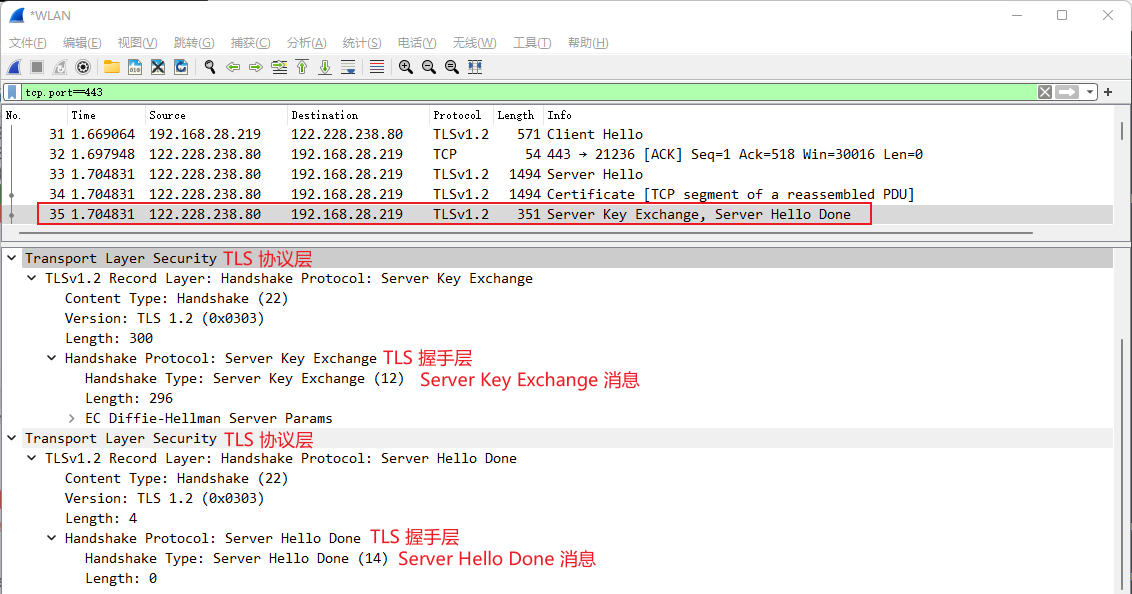 *WLAN
文件(F) 编辑(E) 视图(V) 跳转(G) 捕获(C) 分析(A) 统计(S) 电话(Y) 无线(W) 工具(T) 帮助(H)
tcp.port==443
No. Time Source Destination Protocol Length Info
31 1.669064 192.168.28.219 122.228.238.80 TLSv1.2 571 Client Hello
32 1.697948 122.228.238.80 192.168.28.219 TCP 54 443 → 21236 [ACK] Seq=1 Ack=518 Win=30016 Len=0
33 1.704831 122.228.238.80 192.168.28.219 TLSv1.2 1494 Server Hello
34 1.704831 122.228.238.80 192.168.28.219 TLSv1.2 1494 Certificate [TCP segment of a reassembled PDU]
35 1.704831 122.228.238.80 192.168.28.219 TLSv1.2 351 Server Key Exchange, Server Hello Done
Transport Layer Security TLS 协议层
TLSv1.2 Record Layer: Handshake Protocol: Server Key Exchange
Content Type: Handshake (22)
Version: TLS 1.2 (0x0303)
Length: 300
Handshake Protocol: Server Key Exchange TLS 握手层
Handshake Type: Server Key Exchange (12) Server Key Exchange 消息
Length: 296
EC Diffie-Hellman Server Params
Transport Layer Security TLS 协议层
TLSv1.2 Record Layer: Handshake Protocol: Server Hello Done
Content Type: Handshake (22)
Version: TLS 1.2 (0x0303)
Length: 4
Handshake Protocol: Server Hello Done TLS 握手层
Handshake Type: Server Hello Done (14) Server Hello Done 消息
Length: 0